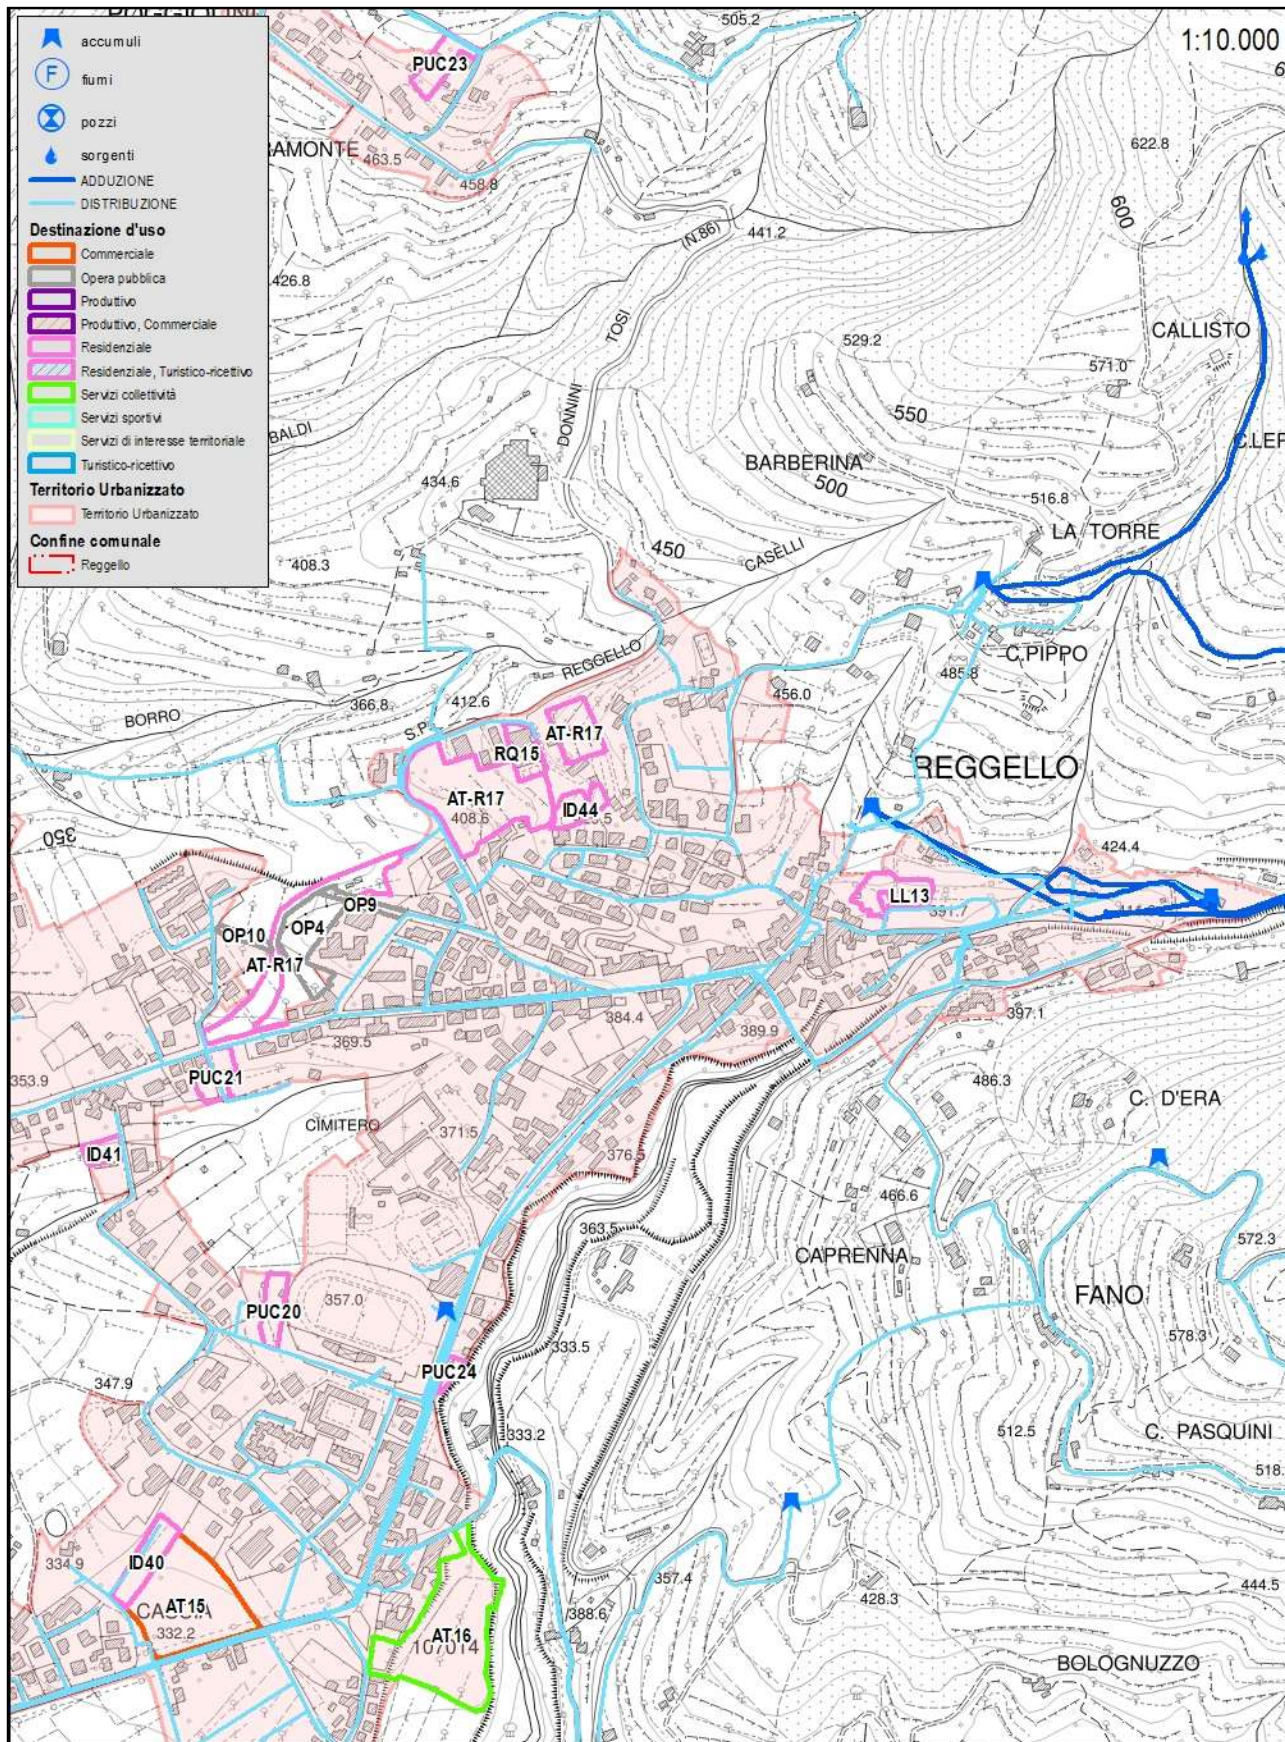 accumuli
F
fiumi
pozzi
sorgenti
ADDUZIONE
DISTRIBUZIONE
Destinazione d'uso
Commerciale
Opera pubblica
Produttivo
Produttivo, Commerciale
Residenziale
Residenziale, Turistico-ricettivo
Servizi collettività
Servizi sportivi
Servizi di interesse territoriale
Turistico-ricettivo
Territorio Urbanizzato
Territorio Urbanizzato
Confine comunale
Reggello
1:10.000
505.2
PUC23
622.8
RAMONTE
463.5
458.8
600
(N.86)
441.2
426.8
TOSI
CALLISTO
529.2
571.0
DONNINI
550
BALDI
C.LEP
BARBERINA
434.6
500
516.8
LA TORRE
450
CASELLI
408.3
C.PIPPO
REGGELLO
485.8
412.6
456.0
366.8
BORRO
S.P.
AT-R17
RQ15
REGGELLO
AT-R17
408.6
ID44
350
424.4
LL13
391.7
OP9
OP4
OP10
AT-R17
384.4
397.1
389.9
369.5
353.9
PUC21
486.3
C. D'ERA
CIMITERO
371.5
ID41
376.5
466.6
363.5
572.3
CAPRENNA
FANO
357.0
PUC20
578.3
333.5
PUC24
347.9
333.2
512.5
C. PASQUINI
518.
334.9
ID40
357.4
444.5
428.3
AT15
CASCIA
332.2
388.6
AT16
107014
BOLOGNUZZO